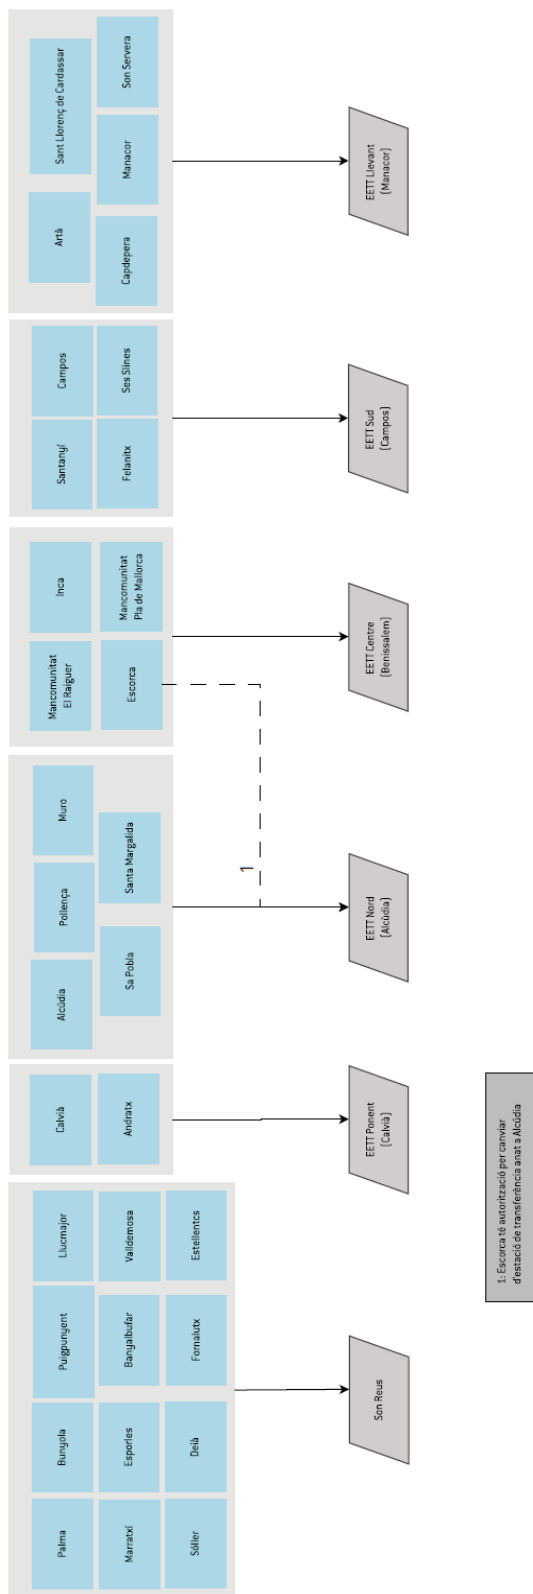 Palma
Bunyola
Puigpunyent
Llucmajor
Marratxí
Esporles
Banyalbufar
Valldemosa
Sóller
Deià
Fornalutx
Estellentcs
Calvià
Andratx
Alcúdia
Pollença
Muro
Sa Pobla
Santa Margalida
Mancomunitat
El Raiguer
Inca
Escorca
Mancomunitat
Pla de Mallorca
Santanyí
Campos
Felanitx
Ses Slines
Artà
Sant Llorenç de Cardassar
Capdepera
Manacor
Son Servera
1
Son Reus
EETT Ponent
(Calvià)
EETT Nord
(Alcúdia)
EETT Centre
(Benissalem)
EETT Sud
(Campos)
EETT Llevant
(Manacor)
1: Escorca té autorització per canviar
d'estació de transferència anat a Alcúdia